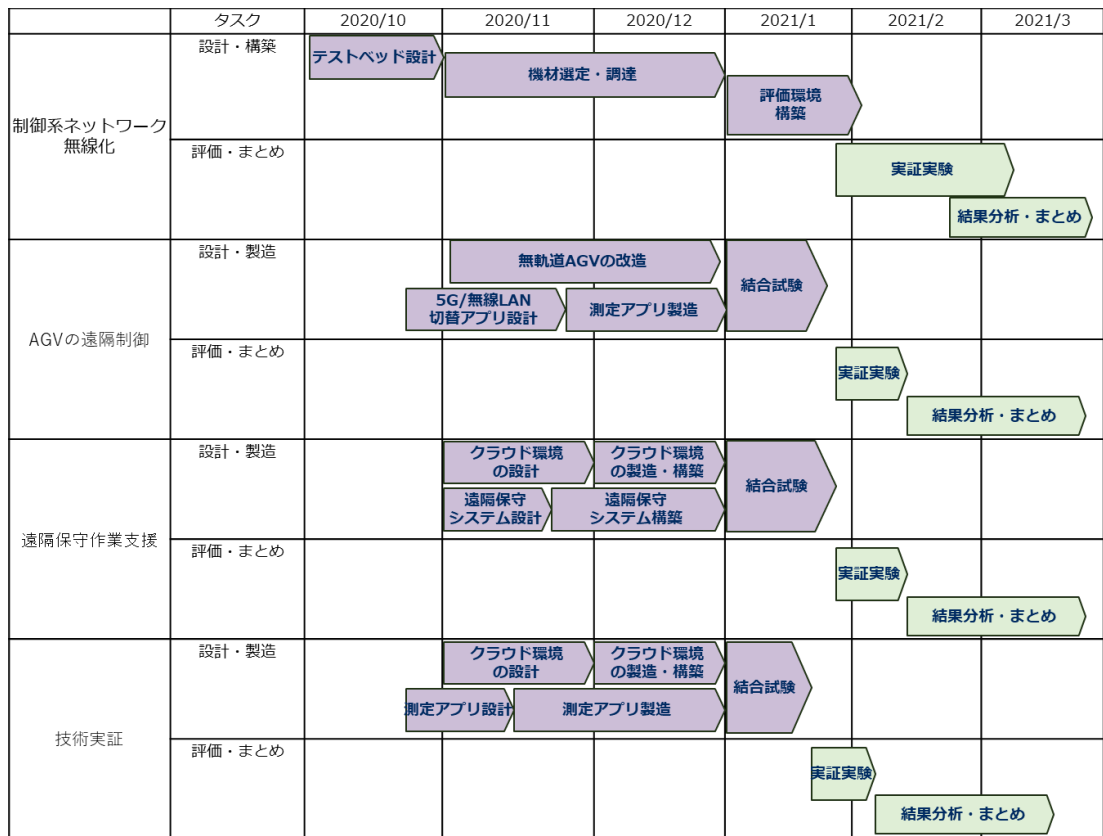 タスク
2020/10
2020/11
2020/12
2021/1
2021/2
2021/3
制御系ネットワーク
無線化
設計・構築
テストベッド設計
機材選定・調達
評価環境
構築
評価・まとめ
実証実験
結果分析・まとめ
AGVの遠隔制御
設計・製造
無軌道AGVの改造
5G/無線LAN
切替アプリ設計
測定アプリ製造
結合試験
評価・まとめ
実証実験
結果分析・まとめ
遠隔保守作業支援
設計・製造
クラウド環境
の設計
クラウド環境
の製造・構築
遠隔保守
システム設計
遠隔保守
システム構築
結合試験
評価・まとめ
実証実験
結果分析・まとめ
技術実証
設計・製造
クラウド環境
の設計
クラウド環境
の製造・構築
測定アプリ設計
測定アプリ製造
結合試験
評価・まとめ
実証実験
結果分析・まとめ